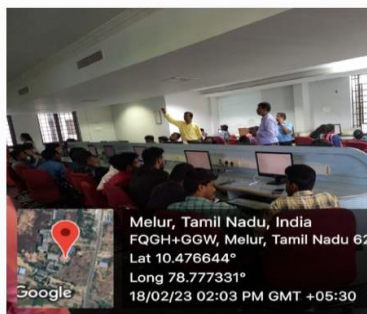 Melur, Tamil Nadu, India
FQGH+GGW, Melur, Tamil Nadu 62
Lat 10.476644°
Long 78.777331°
18/02/23 02:03 PM GMT +05:30
Google